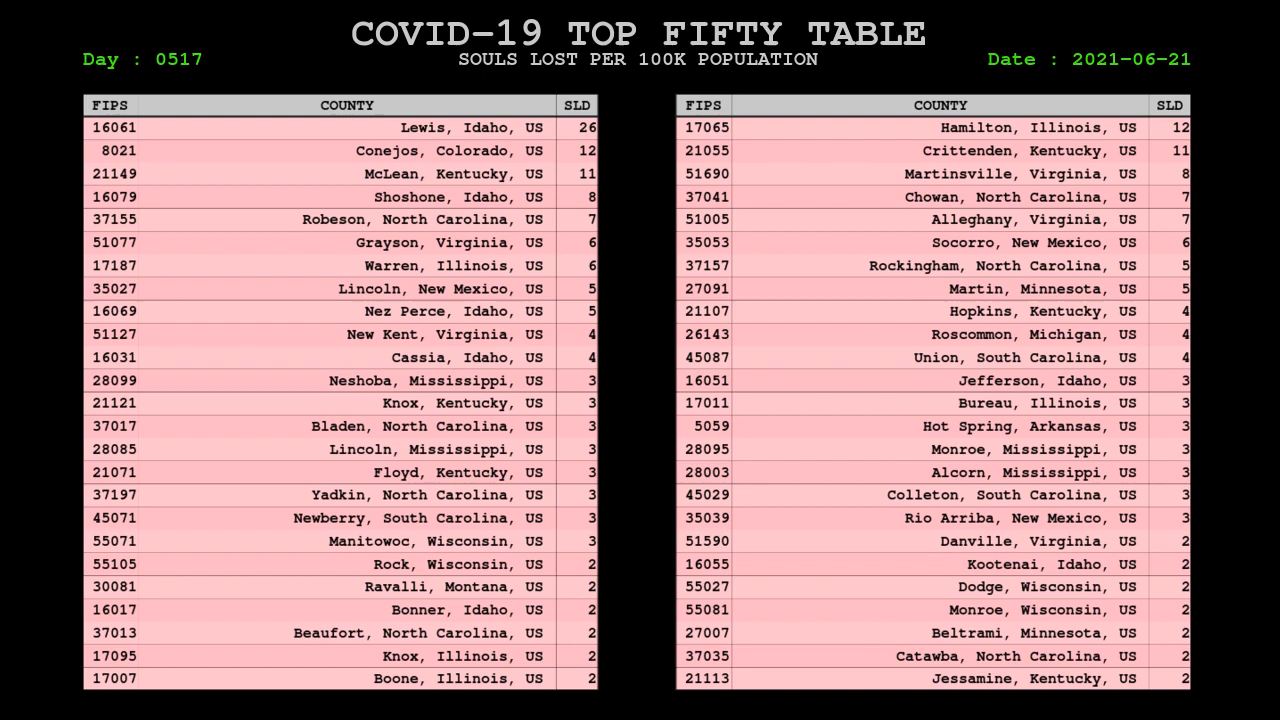 COVID-19 TOP FIFTY TABLE
Day : 0517 SOULS LOST PER 100K POPULATION Date : 2021-06-21
FIPS COUNTY SLD FIPS COUNTY SLD
16061 Lewis, Idaho, US 26 17065 Hamilton, Illinois, US 12
8021 Conejos, Colorado, US 12 21055 Crittenden, Kentucky, US 11
21149 McLean, Kentucky, US 11 51690 Martinsville, Virginia, US 8
16079 Shoshone, Idaho, US 8 37041 Chowan, North Carolina, US 7
37155 Robeson, North Carolina, US 7 51005 Alleghany, Virginia, US 7
51077 Grayson, Virginia, US 6 35053 Socorro, New Mexico, US 6
17187 Warren, Illinois, US 6 37157 Rockingham, North Carolina, US 5
35027 Lincoln, New Mexico, US 5 27091 Martin, Minnesota, US 5
16069 Nez Perce, Idaho, US 5 21107 Hopkins, Kentucky, US 4
51127 New Kent, Virginia, US 4 26143 Roscommon, Michigan, US 4
16031 Cassia, Idaho, US 4 45087 Union, South Carolina, US 4
28099 Neshoba, Mississippi, US 3 16051 Jefferson, Idaho, US 3
21121 Knox, Kentucky, US 3 17011 Bureau, Illinois, US 3
37017 Bladen, North Carolina, US 3 5059 Hot Spring, Arkansas, US 3
28085 Lincoln, Mississippi, US 3 28095 Monroe, Mississippi, US 3
21071 Floyd, Kentucky, US 3 28003 Alcorn, Mississippi, US 3
37197 Yadkin, North Carolina, US 3 45029 Colleton, South Carolina, US 3
45071 Newberry, South Carolina, US 3 35039 Rio Arriba, New Mexico, US 3
55071 Manitowoc, Wisconsin, US 3 51590 Danville, Virginia, US 2
55105 Rock, Wisconsin, US 2 16055 Kootenai, Idaho, US 2
30081 Ravalli, Montana, US 2 55027 Dodge, Wisconsin, US 2
16017 Bonner, Idaho, US 2 55081 Monroe, Wisconsin, US 2
37013 Beaufort, North Carolina, US 2 27007 Beltrami, Minnesota, US 2
17095 Knox, Illinois, US 2 37035 Catawba, North Carolina, US 2
17007 Boone, Illinois, US 2 21113 Jessamine, Kentucky, US 2